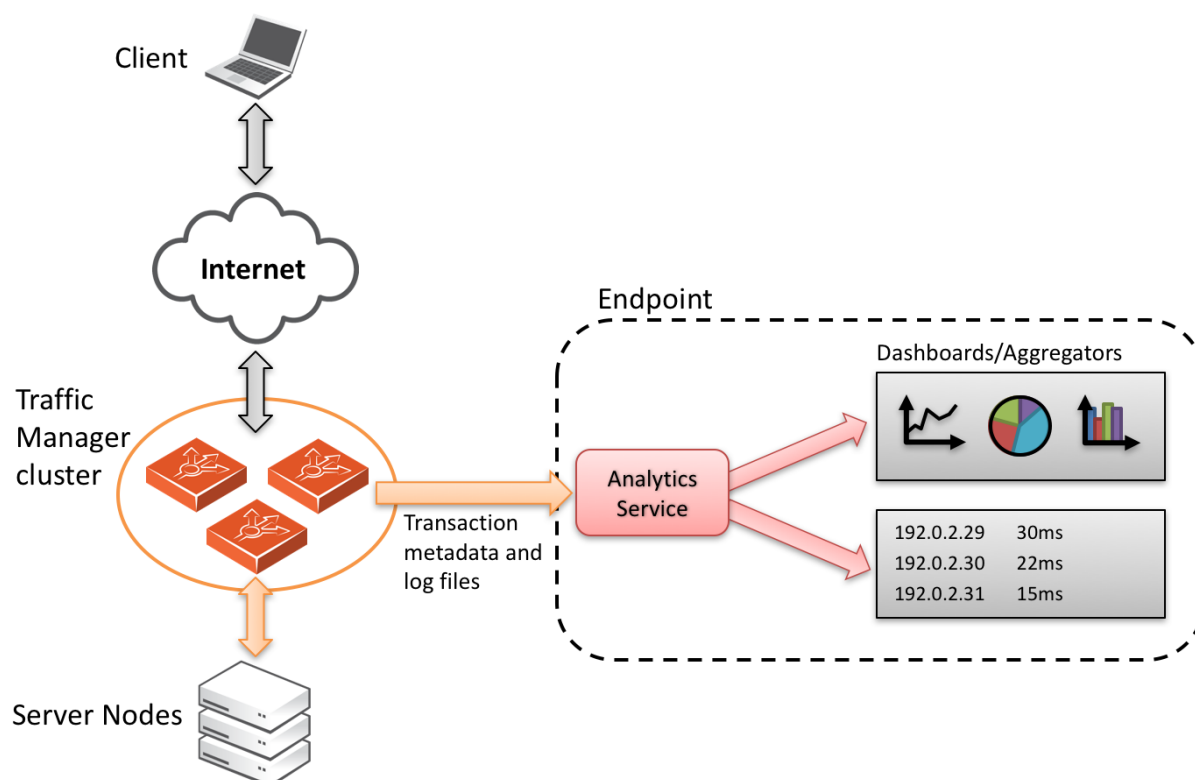 Client
Internet
Traffic
Manager
cluster
Transaction
metadata and
log files
Server Nodes
Endpoint
Analytics
Service
Dashboards/Aggregators
192.0.2.29 30ms
192.0.2.30 22ms
192.0.2.31 15ms